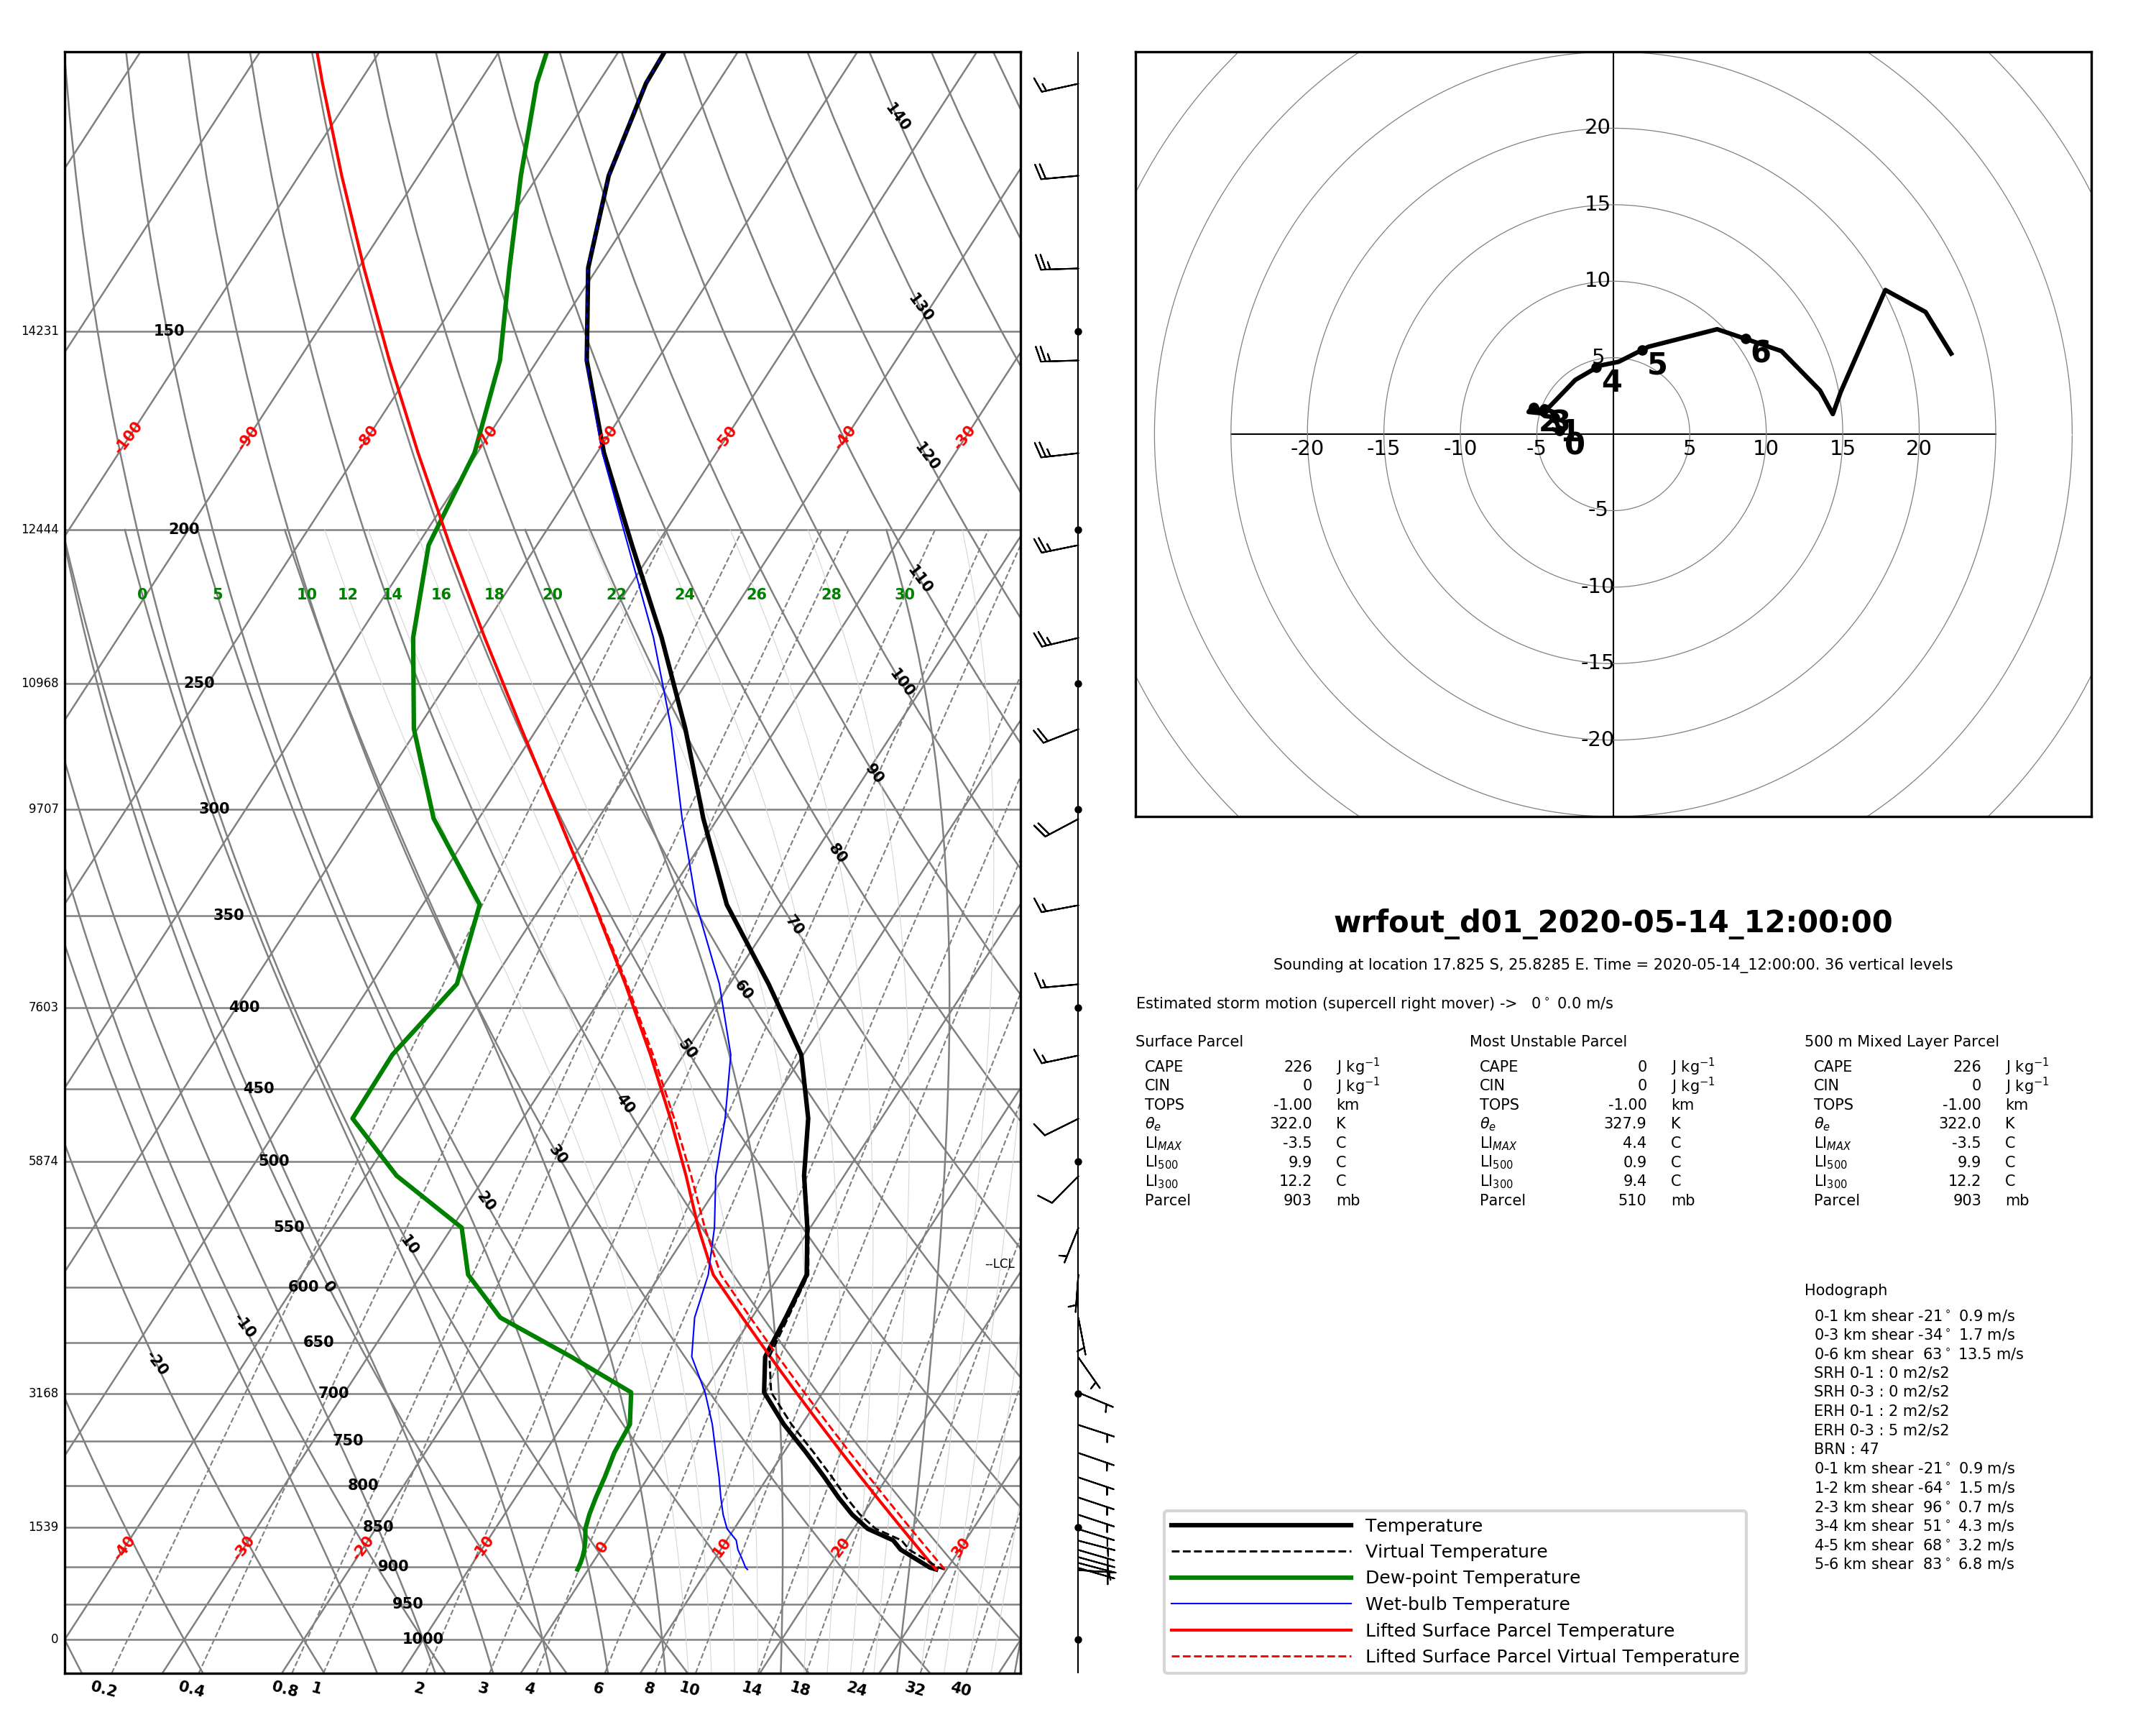 140
130
120
110
100
90
80
70
60
50
40
30
20
10
0
-10
-20
14231 150
-100 -90 -80 -70 -60 -50 -40 -30
12444 200
0 5 10 12 14 16 18 20 22 24 26 28 30
10968 250
9707 300
350
7603 400
450
5874 500
550
--LCL
600
650
3168 700
750
800
1539 850
-40 -30 -20 -10 0 10 20 30
900
950
0 1000
0.2 0.4 0.8 1 2 3 4 6 8 10 14 18 24 32 40
20
15
10
5
-20 -15 -10 -5 5 10 15 20
-5
-10
-15
-20
0 1 2 3 4 5 6
wrfout_d01_2020-05-14_12:00:00
Sounding at location 17.825 S, 25.8285 E. Time = 2020-05-14_12:00:00. 36 vertical levels
Estimated storm motion (supercell right mover) -> 0° 0.0 m/s
Surface Parcel
CAPE 226 J kg⁻¹
CIN 0 J kg⁻¹
TOPS -1.00 km
θₑ 322.0 K
LI_MAX -3.5 C
LI₅₀₀ 9.9 C
LI₃₀₀ 12.2 C
Parcel 903 mb
Most Unstable Parcel
CAPE 0 J kg⁻¹
CIN 0 J kg⁻¹
TOPS -1.00 km
θₑ 327.9 K
LI_MAX 4.4 C
LI₅₀₀ 0.9 C
LI₃₀₀ 9.4 C
Parcel 510 mb
500 m Mixed Layer Parcel
CAPE 226 J kg⁻¹
CIN 0 J kg⁻¹
TOPS -1.00 km
θₑ 322.0 K
LI_MAX -3.5 C
LI₅₀₀ 9.9 C
LI₃₀₀ 12.2 C
Parcel 903 mb
Hodograph
0-1 km shear -21° 0.9 m/s
0-3 km shear -34° 1.7 m/s
0-6 km shear 63° 13.5 m/s
SRH 0-1 : 0 m2/s2
SRH 0-3 : 0 m2/s2
ERH 0-1 : 2 m2/s2
ERH 0-3 : 5 m2/s2
BRN : 47
0-1 km shear -21° 0.9 m/s
1-2 km shear -64° 1.5 m/s
2-3 km shear 96° 0.7 m/s
3-4 km shear 51° 4.3 m/s
4-5 km shear 68° 3.2 m/s
5-6 km shear 83° 6.8 m/s
Temperature
Virtual Temperature
Dew-point Temperature
Wet-bulb Temperature
Lifted Surface Parcel Temperature
Lifted Surface Parcel Virtual Temperature